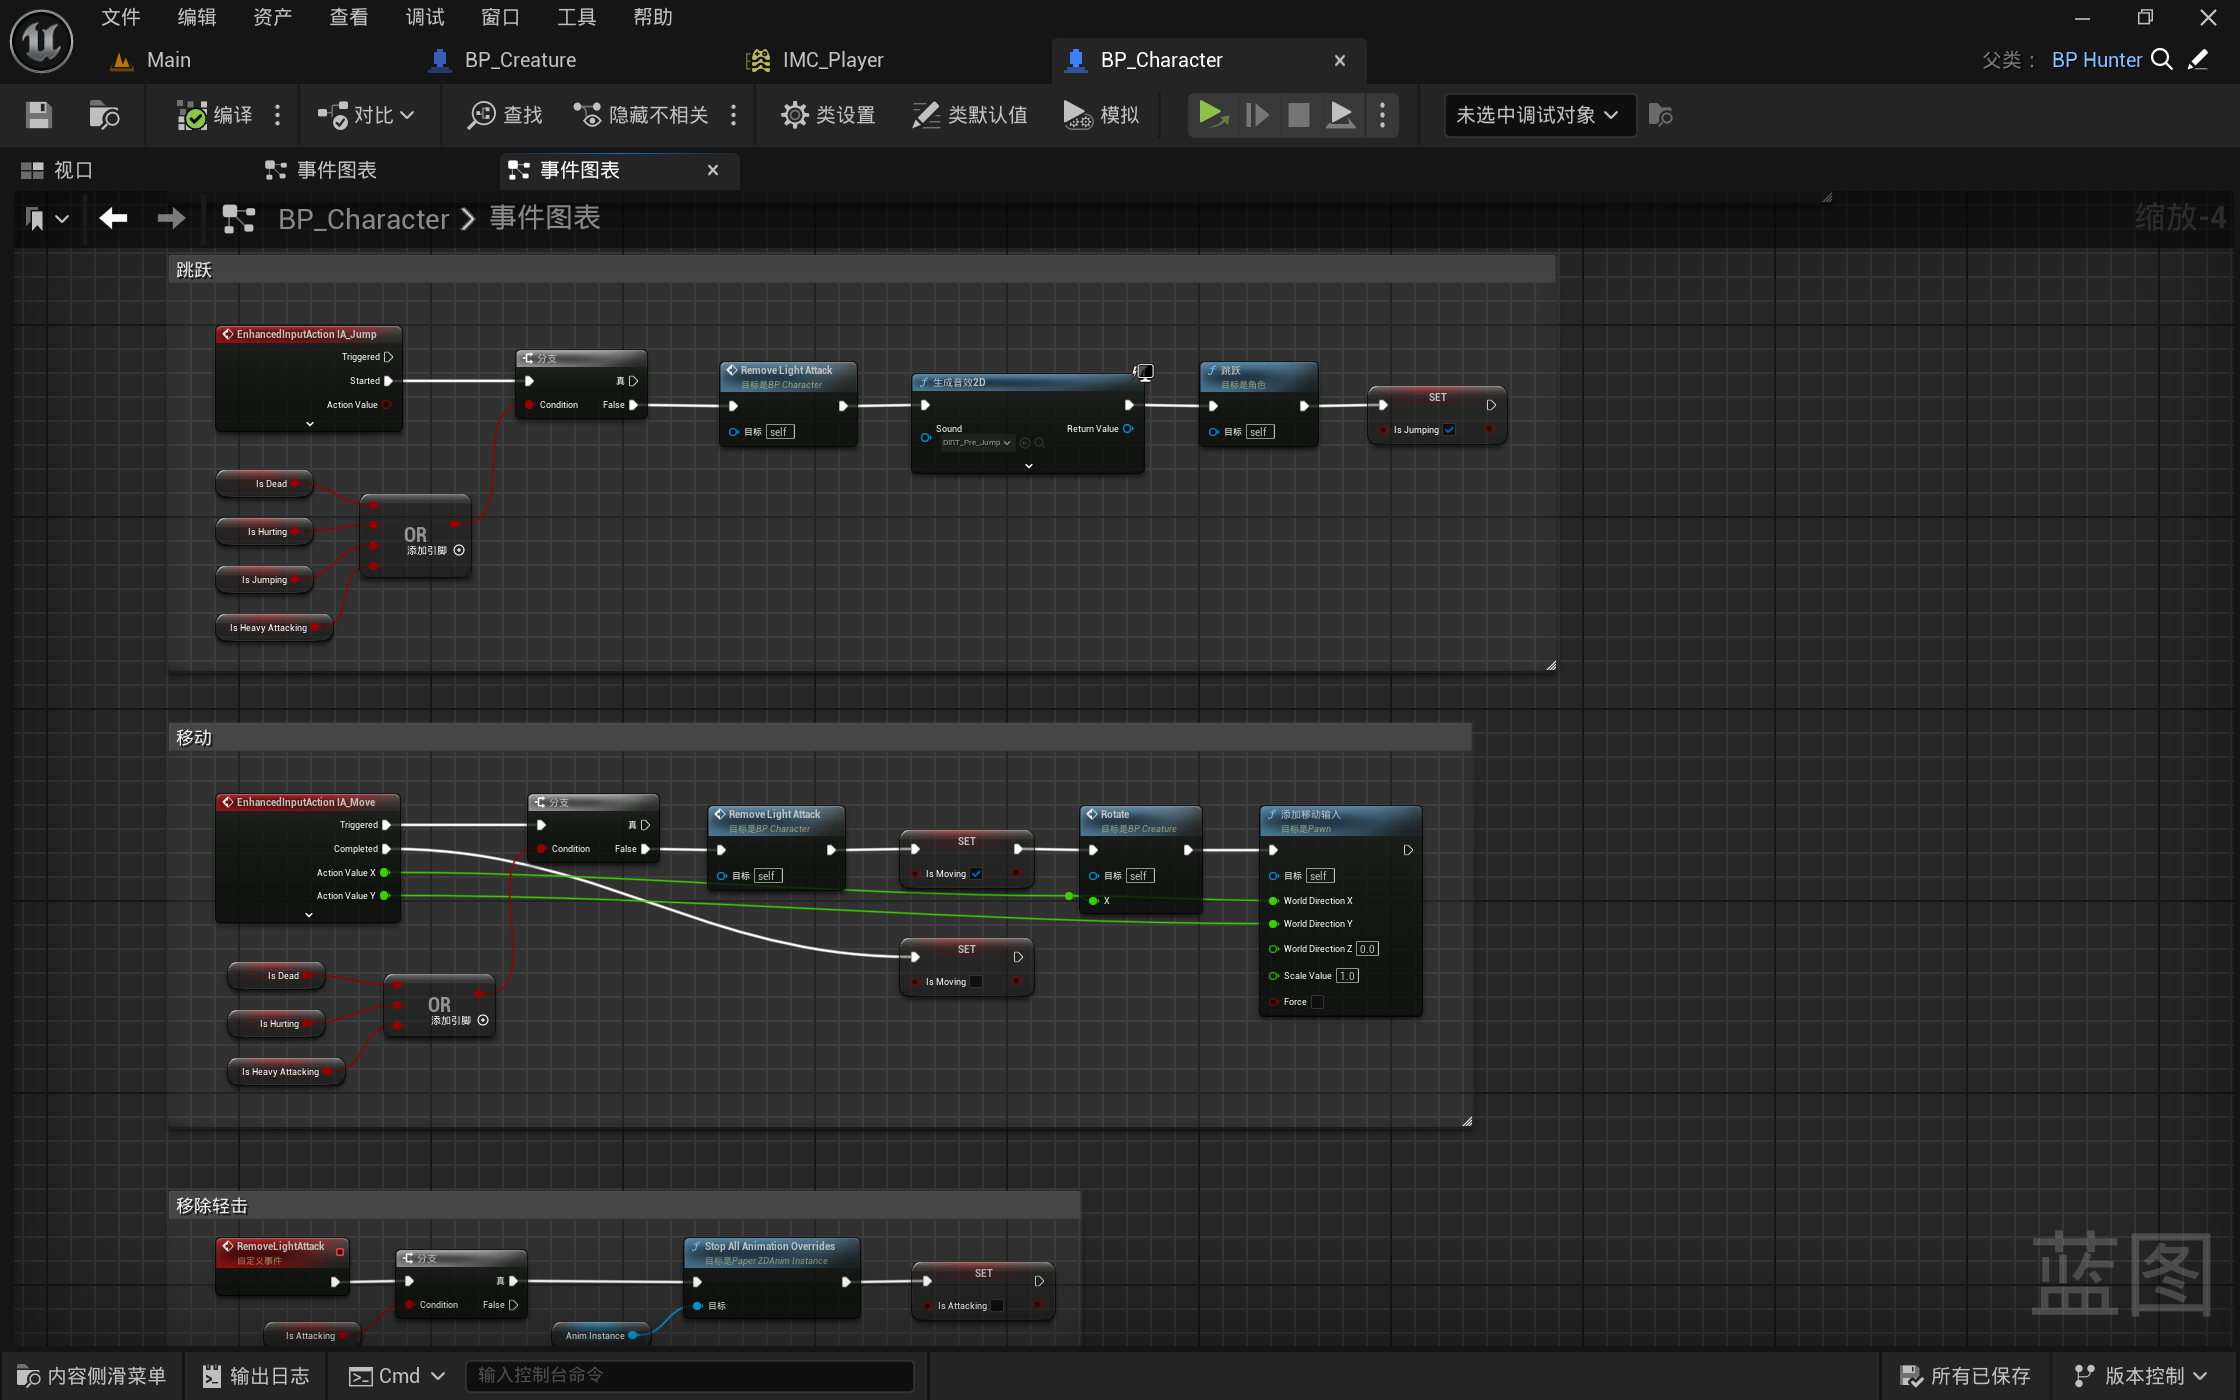 文件 编辑 资产 查看 调试 窗口 工具 帮助
Main BP_Creature IMC_Player BP_Character 父类： BP Hunter
编译 对比 查找 隐藏不相关 类设置 类默认值 模拟 未选中调试对象
视口 事件图表 事件图表
BP_Character 事件图表 缩放-4
跳跃
EnhancedInputAction IA_Jump
Triggered
Started
Action Value
分支
真
Condition False
Remove Light Attack
目标是BP Character
目标 self
生成音效2D
Sound
DIRT_Pre_Jump
Return Value
跳跃
目标是角色
目标 self
SET
Is Jumping
Is Dead
Is Hurting
Is Jumping
Is Heavy Attacking
OR
添加引脚
移动
EnhancedInputAction IA_Move
Triggered
Completed
Action Value X
Action Value Y
分支
真
Condition False
Remove Light Attack
目标是BP Character
目标 self
SET
Is Moving
Rotate
目标是BP Creature
目标 self
X
添加移动输入
目标是Pawn
目标 self
World Direction X
World Direction Y
World Direction Z 0.0
Scale Value 1.0
Force
SET
Is Moving
Is Dead
Is Hurting
Is Heavy Attacking
OR
添加引脚
移除轻击
RemoveLightAttack
自定义事件
分支
真
Condition False
Stop All Animation Overrides
目标是Paper ZDAnim Instance
目标
SET
Is Attacking
Is Attacking
Anim Instance
蓝图
内容侧滑菜单 输出日志 Cmd 输入控制台命令 所有已保存 版本控制